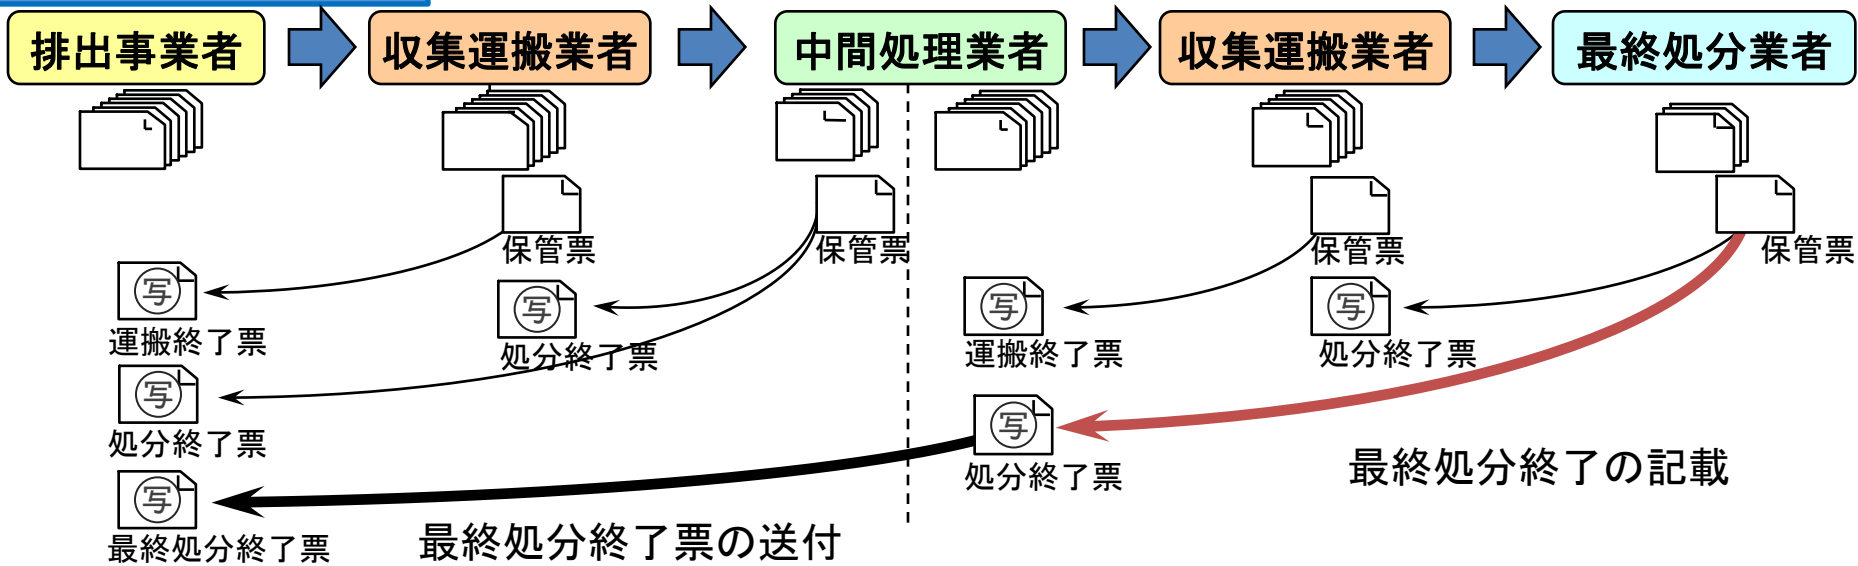 排出事業者
収集運搬業者
中間処理業者
収集運搬業者
最終処分業者
保管票
保管票
保管票
保管票
写
運搬終了票
写
処分終了票
写
運搬終了票
写
処分終了票
写
処分終了票
写
処分終了票
最終処分終了の記載
写
最終処分終了票
最終処分終了票の送付